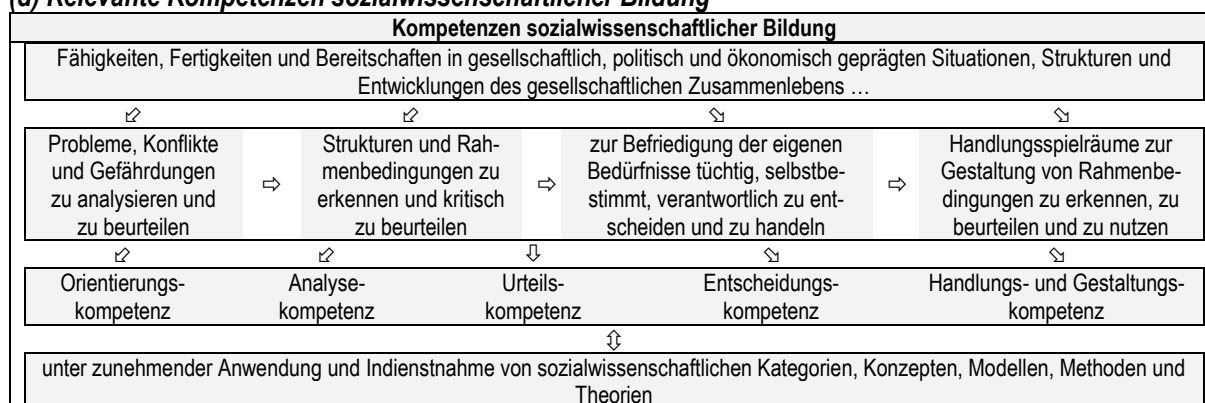 (d) Relevante Kompetenzen sozialwissenschaftlicher Bildung
Kompetenzen sozialwissenschaftlicher Bildung
Fähigkeiten, Fertigkeiten und Bereitschaften in gesellschaftlich, politisch und ökonomisch geprägten Situationen, Strukturen und
Entwicklungen des gesellschaftlichen Zusammenlebens …
Probleme, Konflikte
und Gefährdungen
zu analysieren und
zu beurteilen
Strukturen und Rah-
menbedingungen zu
erkennen und kritisch
zu beurteilen
zur Befriedigung der eigenen
Bedürfnisse tüchtig, selbstbe-
stimmt, verantwortlich zu ent-
scheiden und zu handeln
Handlungsspielräume zur
Gestaltung von Rahmenbe-
dingungen zu erkennen, zu
beurteilen und zu nutzen
Orientierungs-
kompetenz
Analyse-
kompetenz
Urteils-
kompetenz
Entscheidungs-
kompetenz
Handlungs- und Gestaltungs-
kompetenz
unter zunehmender Anwendung und Indienstnahme von sozialwissenschaftlichen Kategorien, Konzepten, Modellen, Methoden und
Theorien